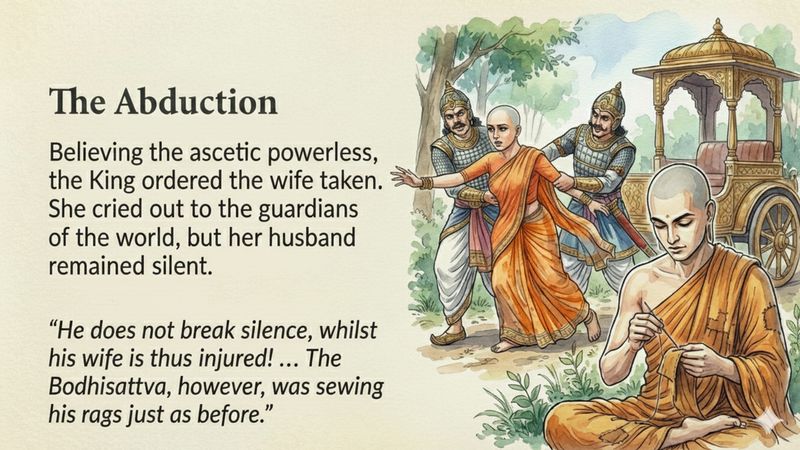 The Abduction
Believing the ascetic powerless,
the King ordered the wife taken.
She cried out to the guardians
of the world, but her husband
remained silent.
“He does not break silence, whilst
his wife is thus injured! ... The
Bodhisattva, however, was sewing
his rags just as before.”